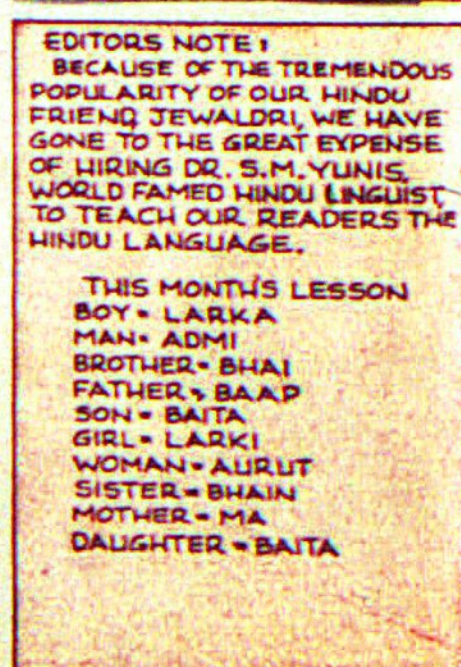 EDITORS NOTE:
BECAUSE OF THE TREMENDOUS
POPULARITY OF OUR HINDU
FRIEND, JEWALDRI, WE HAVE
GONE TO THE GREAT EXPENSE
OF HIRING DR. S.M. YUNIS,
WORLD FAMED HINDU LINGUIST,
TO TEACH OUR READERS THE
HINDU LANGUAGE.
THIS MONTH'S LESSON
BOY = LARKA
MAN = ADMI
BROTHER = BHAI
FATHER = BAAP
SON = BAITA
GIRL = LARKI
WOMAN = AURUT
SISTER = BHAIN
MOTHER = MA
DAUGHTER = BAITA